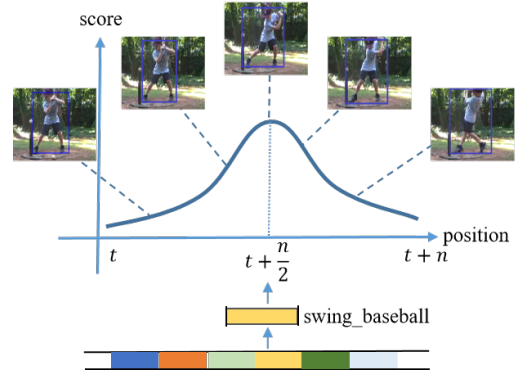 score
position
t
t + n/2
t + n
swing_baseball